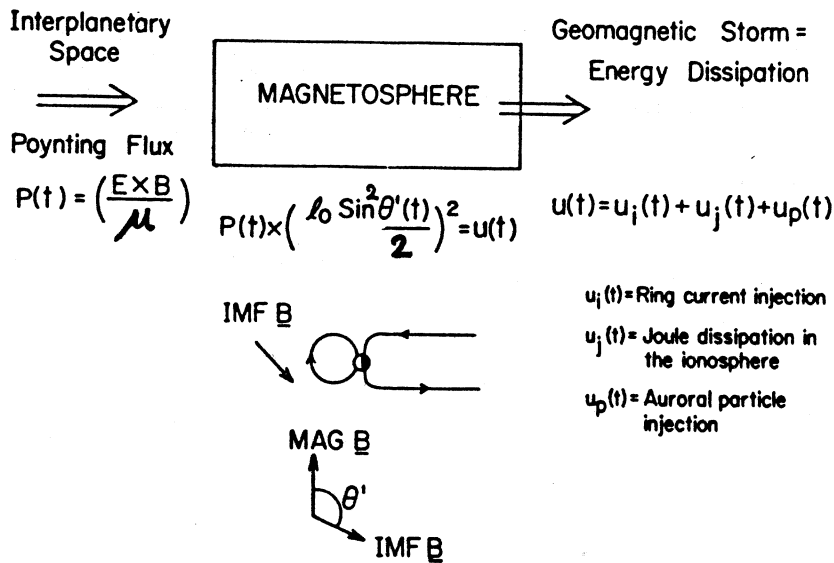 Interplanetary
Space
Poynting Flux
P(t) = (E×B / μ)
MAGNETOSPHERE
P(t)×(ℓ₀ Sin²θ'(t) / 2)² = u(t)
Geomagnetic Storm =
Energy Dissipation
u(t) = uᵢ(t) + uⱼ(t) + uₚ(t)
uᵢ(t) = Ring current injection
uⱼ(t) = Joule dissipation in
the ionosphere
uₚ(t) = Auroral particle
injection
IMF B
MAG B
θ'
IMF B